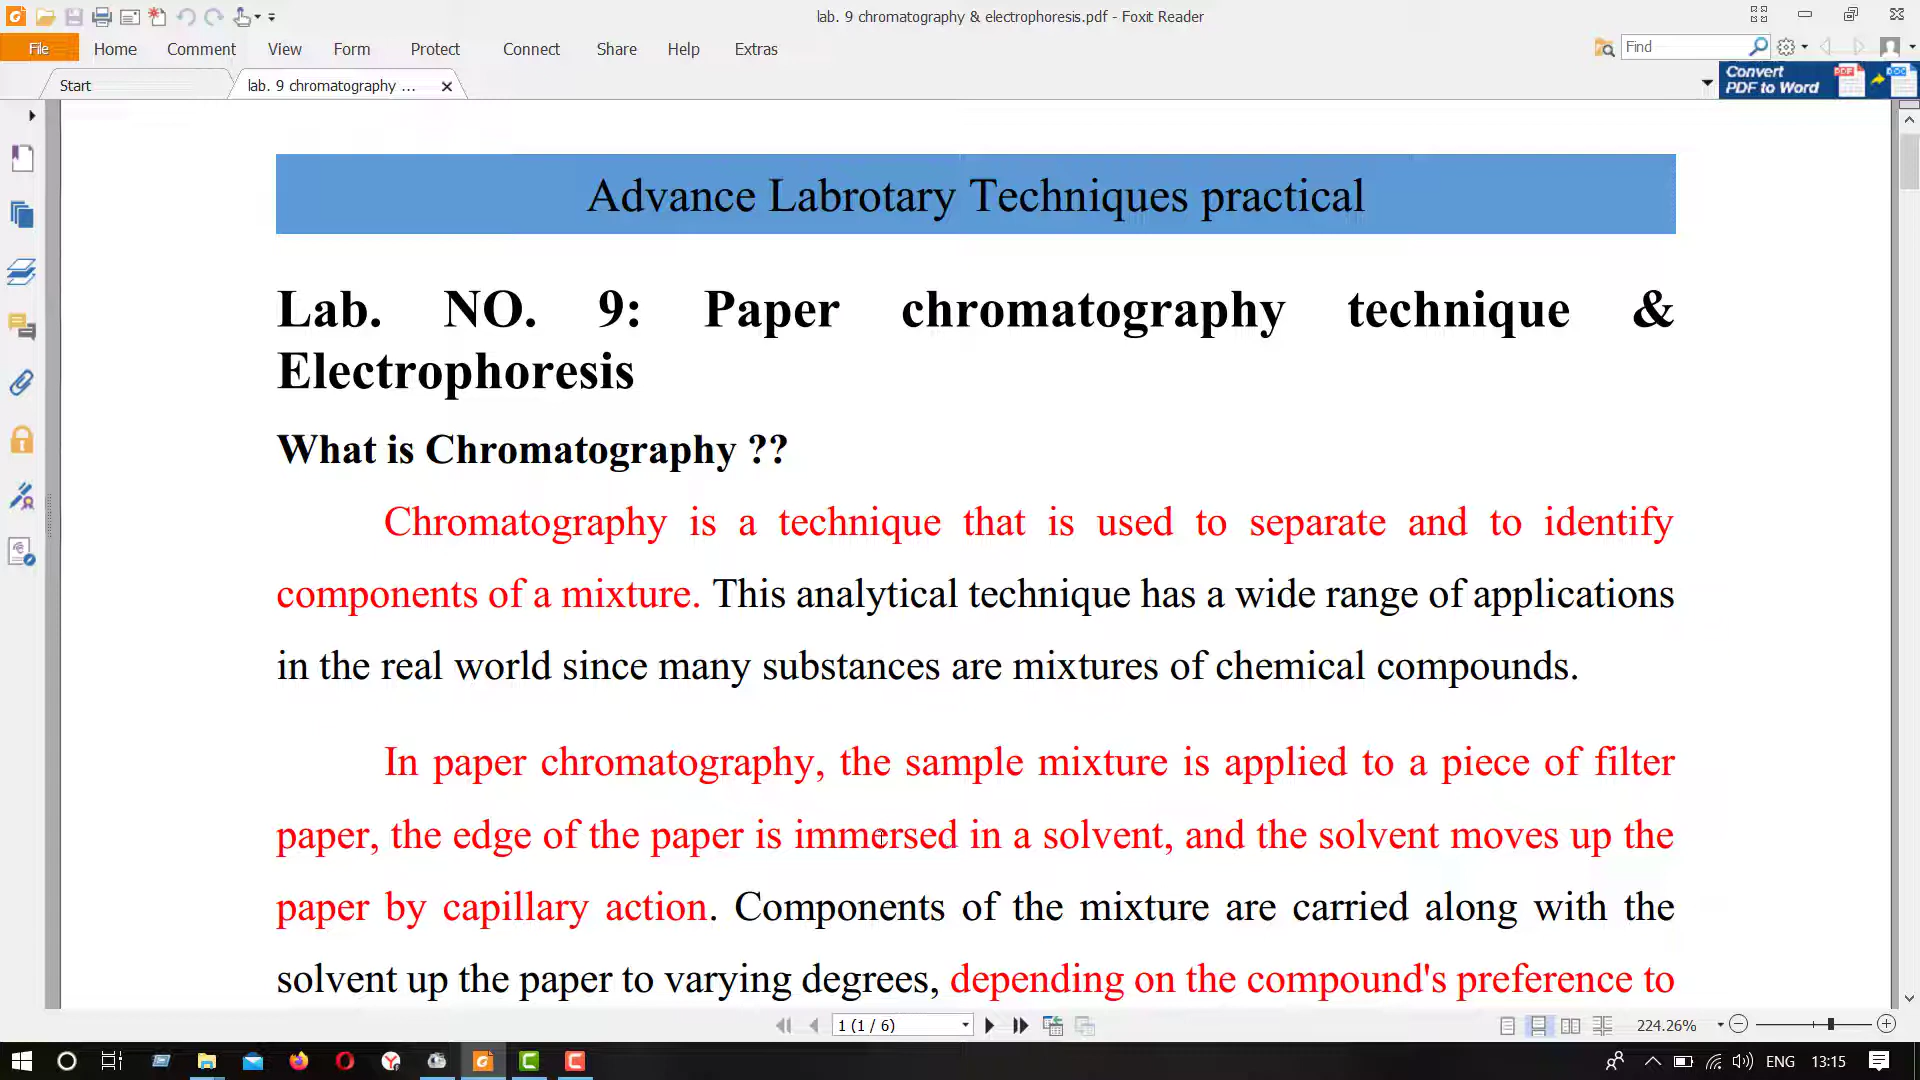 lab. 9 chromatography & electrophoresis.pdf - Foxit Reader
File Home Comment View Form Protect Connect Share Help Extras
Find
Start
lab. 9 chromatography ...
Convert
PDF to Word
PDF
DOC
Advance Labrotary Techniques practical
Lab. NO. 9: Paper chromatography technique &
Electrophoresis
What is Chromatography ??
Chromatography is a technique that is used to separate and to identify
components of a mixture. This analytical technique has a wide range of applications
in the real world since many substances are mixtures of chemical compounds.
In paper chromatography, the sample mixture is applied to a piece of filter
paper, the edge of the paper is immersed in a solvent, and the solvent moves up the
paper by capillary action. Components of the mixture are carried along with the
solvent up the paper to varying degrees, depending on the compound's preference to
1 (1 / 6)
224.26%
ENG
13:15